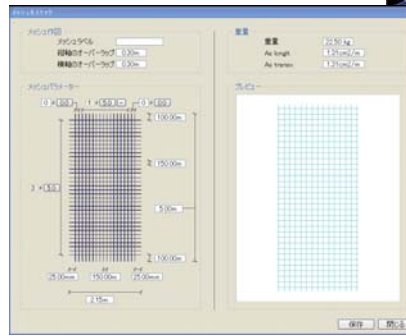 メッシュ作図
メッシュラベル
縦軸のオーバーラップ 0.30m
横軸のオーバーラップ 0.30m
重量
重量 22.50 kg
As longit. 1.31cm2/m
As transv. 1.31cm2/m
メッシュパラメーター
プレビュー
100.00m
150.00m
5.00m
100.00m
25.00mm 150.00m 25.00mm
2.15m
保存 閉じる